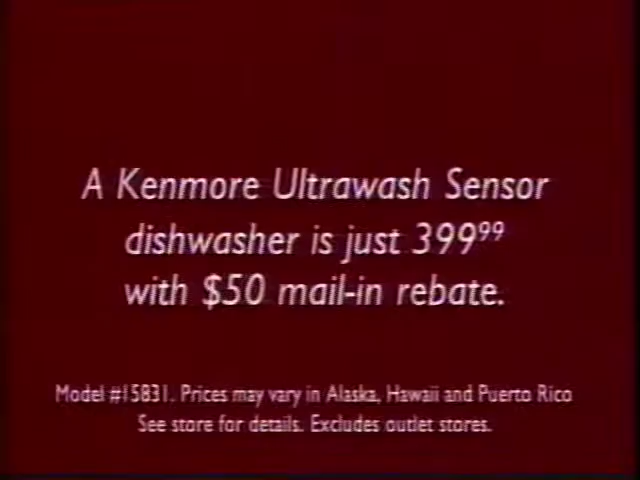 A Kenmore Ultrawash Sensor
dishwasher is just 399⁹⁹
with $50 mail-in rebate.
Model #15831. Prices may vary in Alaska, Hawaii and Puerto Rico
See store for details. Excludes outlet stores.